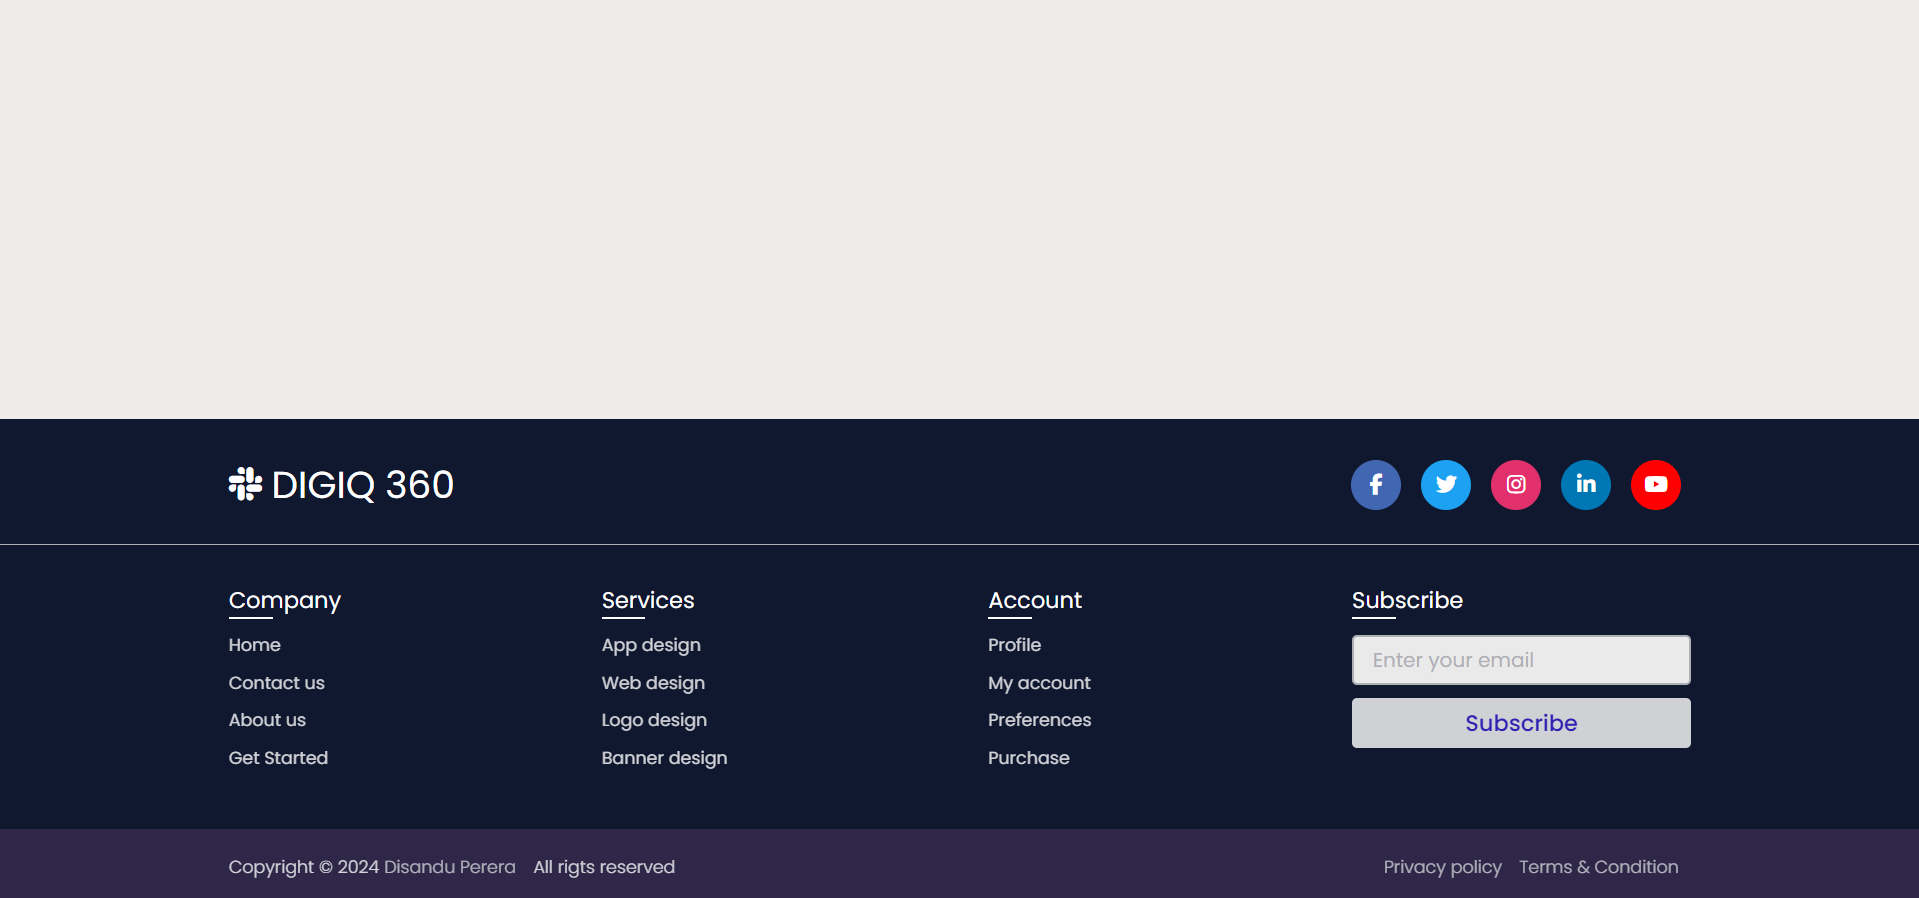 DIGIQ 360
Company
Home
Contact us
About us
Get Started
Services
App design
Web design
Logo design
Banner design
Account
Profile
My account
Preferences
Purchase
Subscribe
Enter your email
Subscribe
Copyright © 2024 Disandu Perera All rigts reserved
Privacy policy Terms & Condition